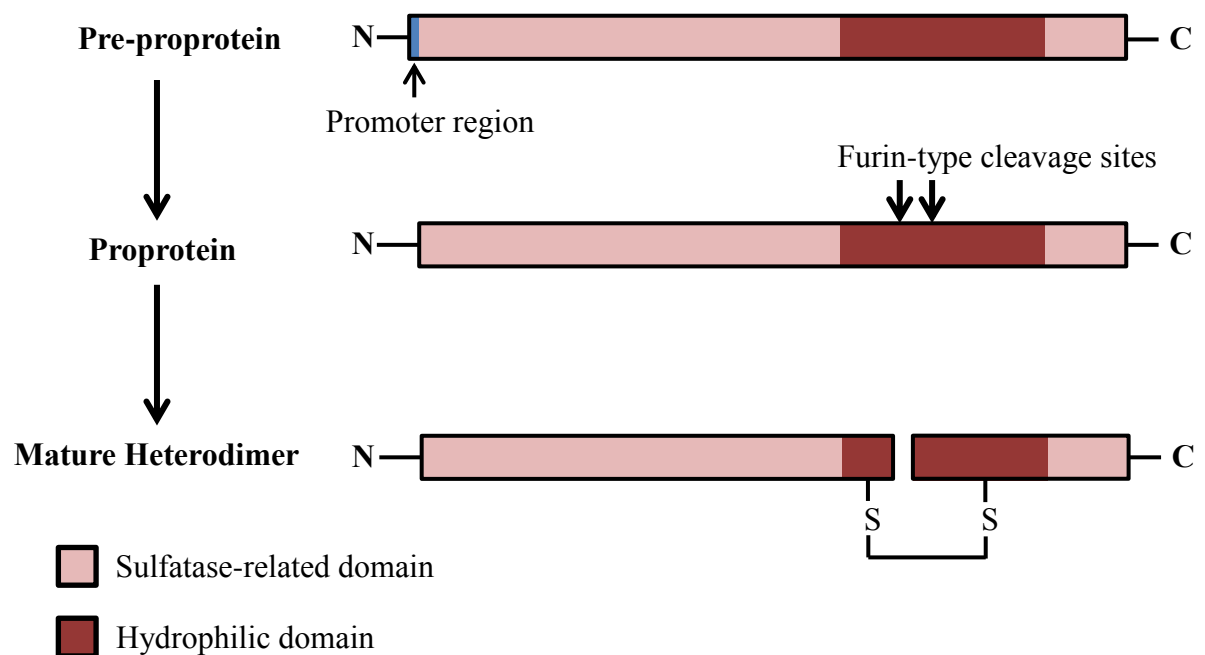 Pre-proprotein
N
C
Promoter region
Furin-type cleavage sites
Proprotein
N
C
Mature Heterodimer
N
C
S
S
Sulfatase-related domain
Hydrophilic domain